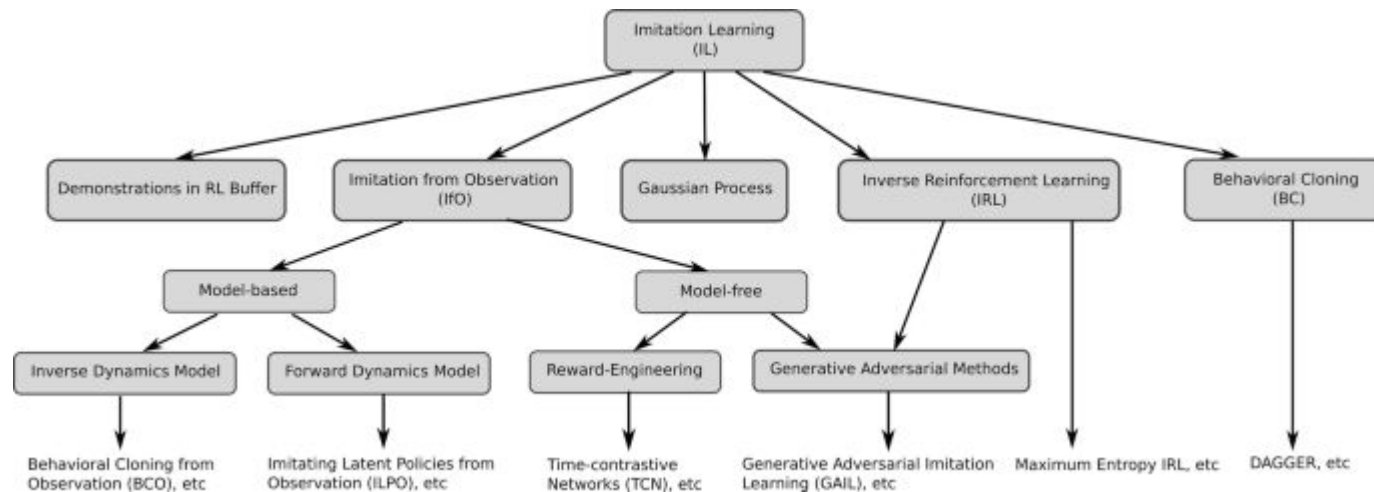 Imitation Learning
(IL)
Demonstrations in RL Buffer
Imitation from Observation
(IfO)
Gaussian Process
Inverse Reinforcement Learning
(IRL)
Behavioral Cloning
(BC)
Model-based
Model-free
Inverse Dynamics Model
Forward Dynamics Model
Reward-Engineering
Generative Adversarial Methods
Behavioral Cloning from
Observation (BCO), etc
Imitating Latent Policies from
Observation (ILPO), etc
Time-contrastive
Networks (TCN), etc
Generative Adversarial Imitation
Learning (GAIL), etc
Maximum Entropy IRL, etc
DAGGER, etc